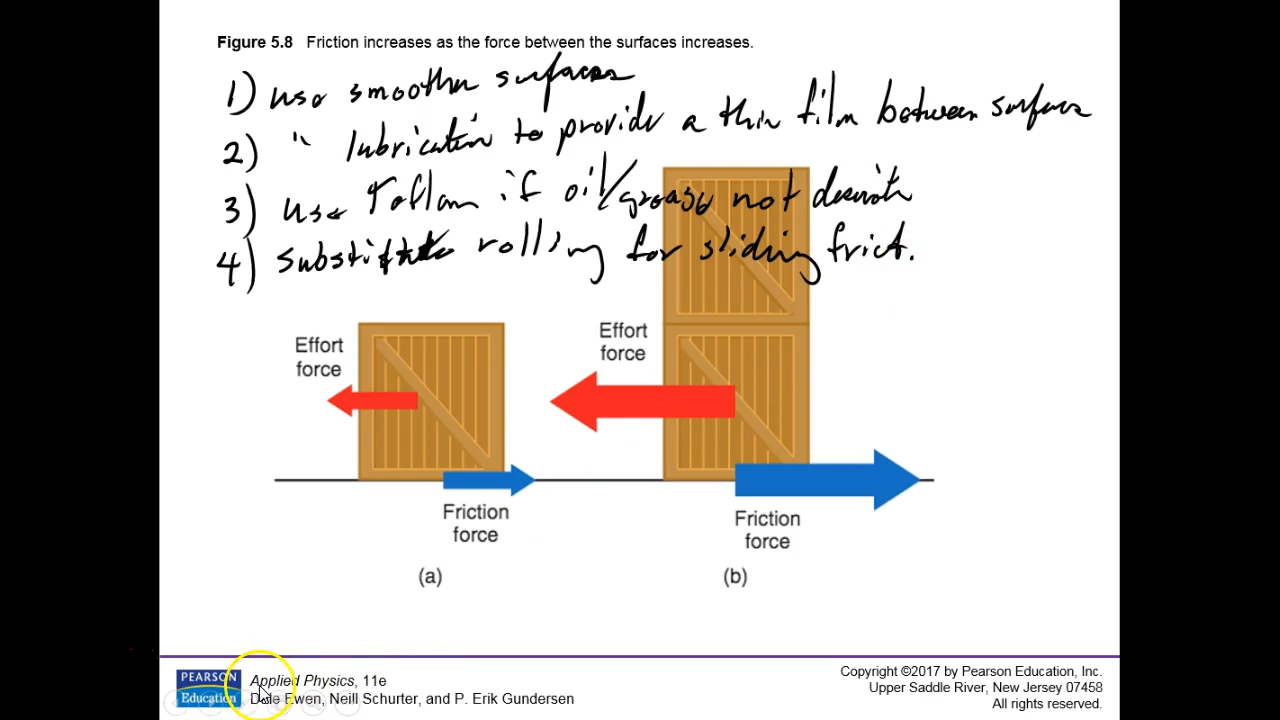 Figure 5.8 Friction increases as the force between the surfaces increases.
1) use smoother surfaces
2) " lubrication to provide a thin film between surface
3) use Teflon if oil/grease not
4) substitute rolling for sliding frict.
Effort
force
Effort
force
Friction
force
Friction
force
(a)
(b)
PEARSON
Education
Applied Physics, 11e
Dale Ewen, Neill Schurter, and P. Erik Gundersen
Copyright ©2017 by Pearson Education, Inc.
Upper Saddle River, New Jersey 07458
All rights reserved.